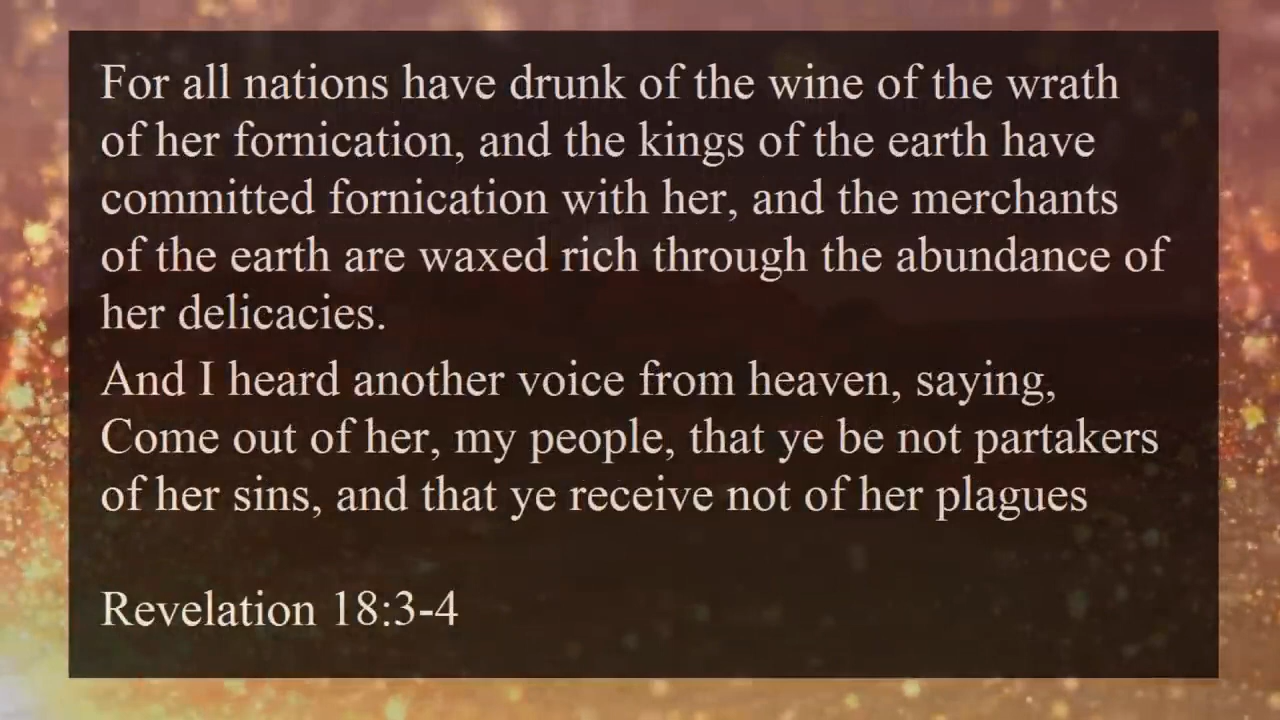 For all nations have drunk of the wine of the wrath
of her fornication, and the kings of the earth have
committed fornication with her, and the merchants
of the earth are waxed rich through the abundance of
her delicacies.
And I heard another voice from heaven, saying,
Come out of her, my people, that ye be not partakers
of her sins, and that ye receive not of her plagues
Revelation 18:3-4